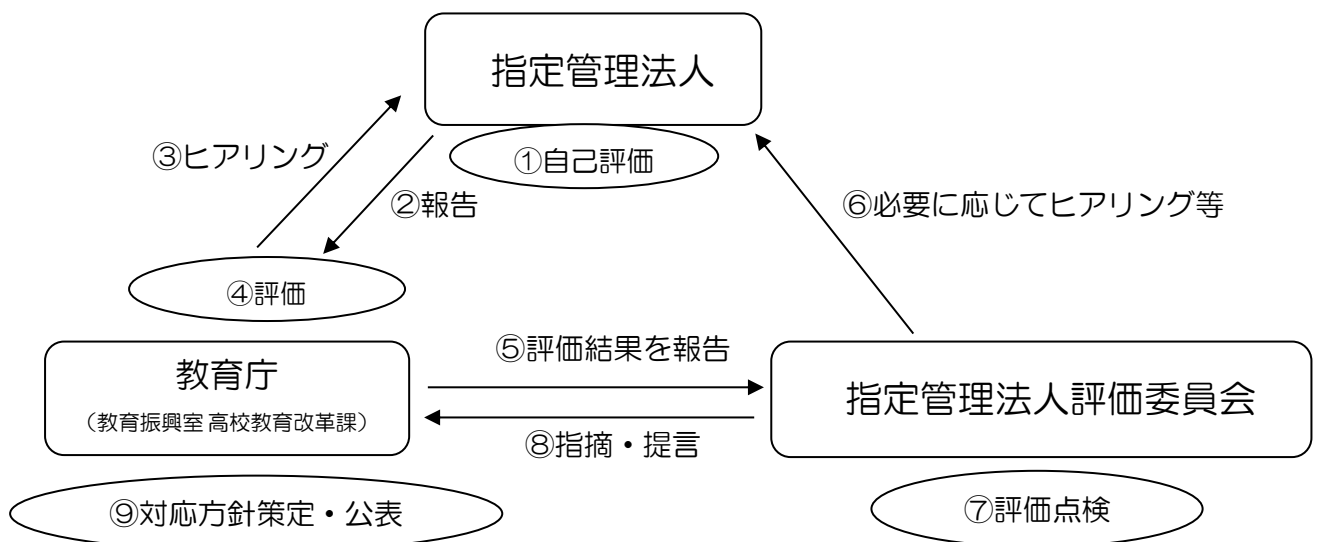 指定管理法人
①自己評価
③ヒアリング
②報告
⑥必要に応じてヒアリング等
④評価
⑤評価結果を報告
教育庁
（教育振興室 高校教育改革課）
指定管理法人評価委員会
⑧指摘・提言
⑨対応方針策定・公表
⑦評価点検